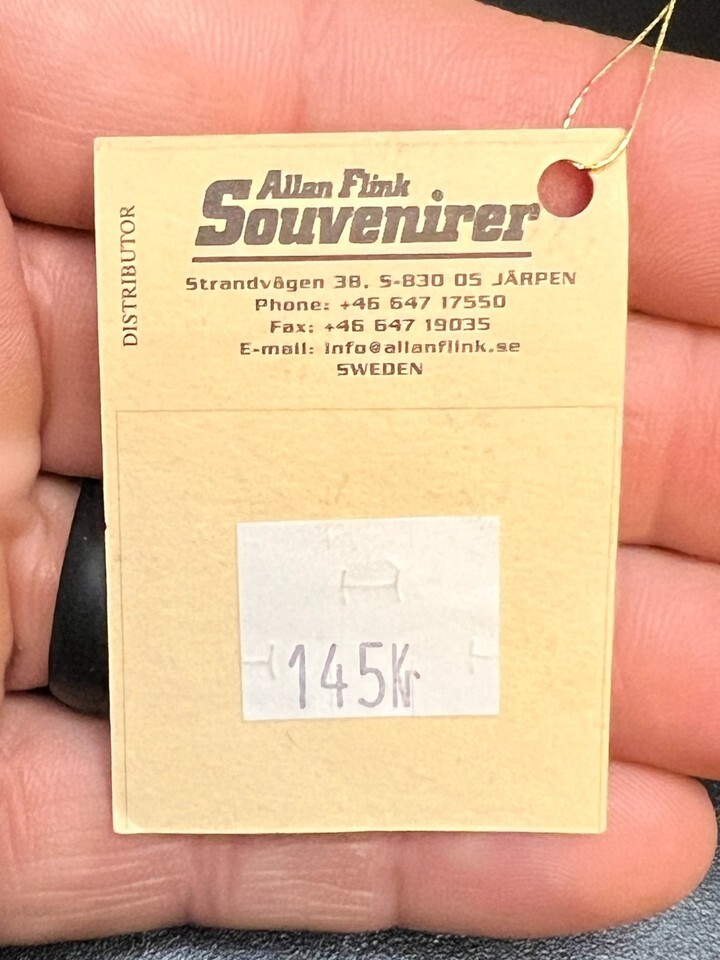 DISTRIBUTOR
Allan Flink
Souvenirer
Strandvägen 38, S-830 05 JÄRPEN
Phone: +46 647 17550
Fax: +46 647 19035
E-mail: info@allanflink.se
SWEDEN
145Kr